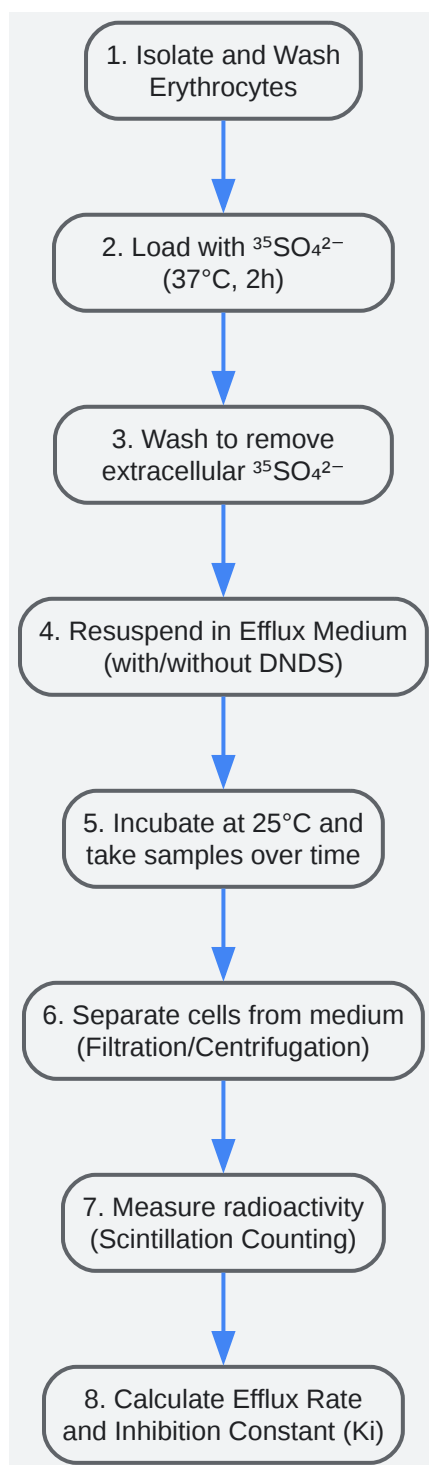 1. Isolate and Wash
Erythrocytes
2. Load with ³⁵SO₄²⁻
(37°C, 2h)
3. Wash to remove
extracellular ³⁵SO₄²⁻
4. Resuspend in Efflux Medium
(with/without DNDS)
5. Incubate at 25°C and
take samples over time
6. Separate cells from medium
(Filtration/Centrifugation)
7. Measure radioactivity
(Scintillation Counting)
8. Calculate Efflux Rate
and Inhibition Constant (Ki)